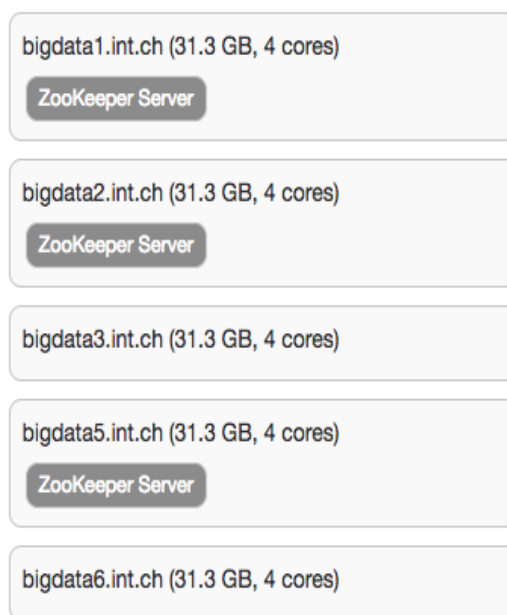 bigdata1.int.ch (31.3 GB, 4 cores)
ZooKeeper Server
bigdata2.int.ch (31.3 GB, 4 cores)
ZooKeeper Server
bigdata3.int.ch (31.3 GB, 4 cores)
bigdata5.int.ch (31.3 GB, 4 cores)
ZooKeeper Server
bigdata6.int.ch (31.3 GB, 4 cores)